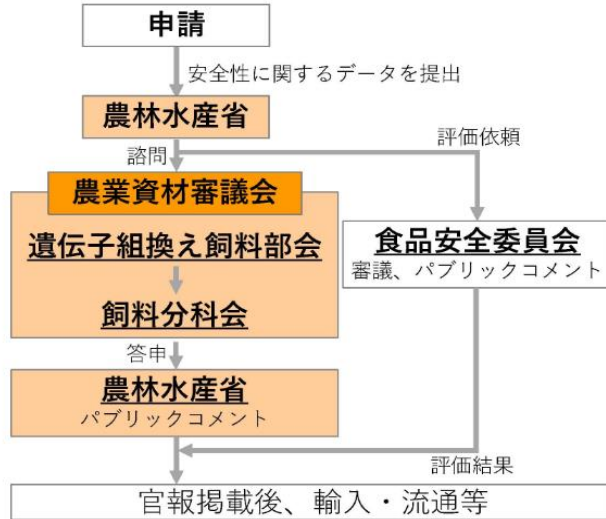 申請
安全性に関するデータを提出
農林水産省
諮問
評価依頼
農業資材審議会
遺伝子組換え飼料部会
飼料分科会
食品安全委員会
審議、パブリックコメント
答申
農林水産省
パブリックコメント
評価結果
官報掲載後、輸入・流通等